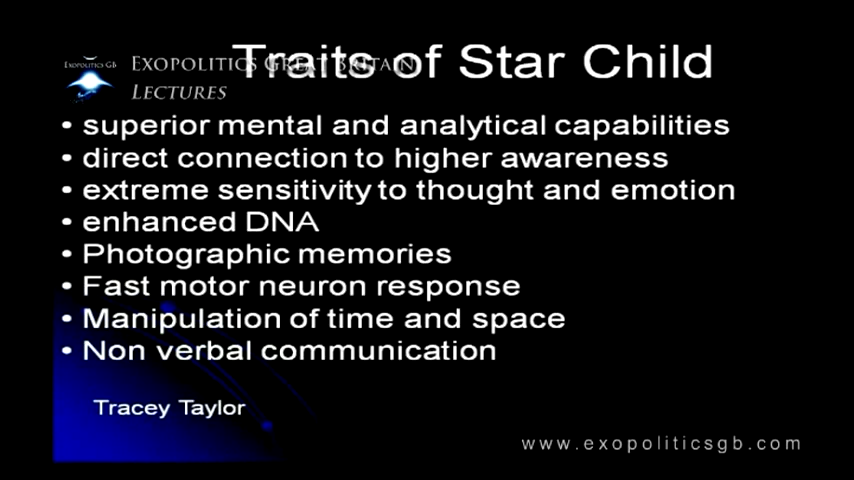 Traits of Star Child
EXOPOLITICS GB
EXOPOLITICS GREAT BRITAIN
LECTURES
• superior mental and analytical capabilities
• direct connection to higher awareness
• extreme sensitivity to thought and emotion
• enhanced DNA
• Photographic memories
• Fast motor neuron response
• Manipulation of time and space
• Non verbal communication
Tracey Taylor
www.exopoliticsgb.com